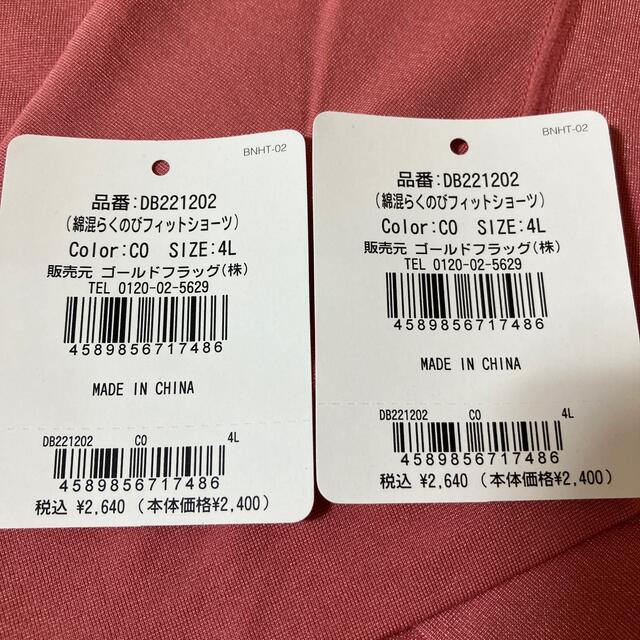 BNHT-02
品番:DB221202
(綿混らくのびフィットショーツ)
Color:CO SIZE:4L
販売元 ゴールドフラッグ(株)
TEL 0120-02-5629
4589856717486
MADE IN CHINA
DB221202 CO 4L
4589856717486
税込 ¥2,640 (本体価格¥2,400)
BNHT-02
品番:DB221202
(綿混らくのびフィットショーツ)
Color:CO SIZE:4L
販売元 ゴールドフラッグ(株)
TEL 0120-02-5629
4589856717486
MADE IN CHINA
DB221202 CO 4L
4589856717486
税込 ¥2,640 (本体価格¥2,400)